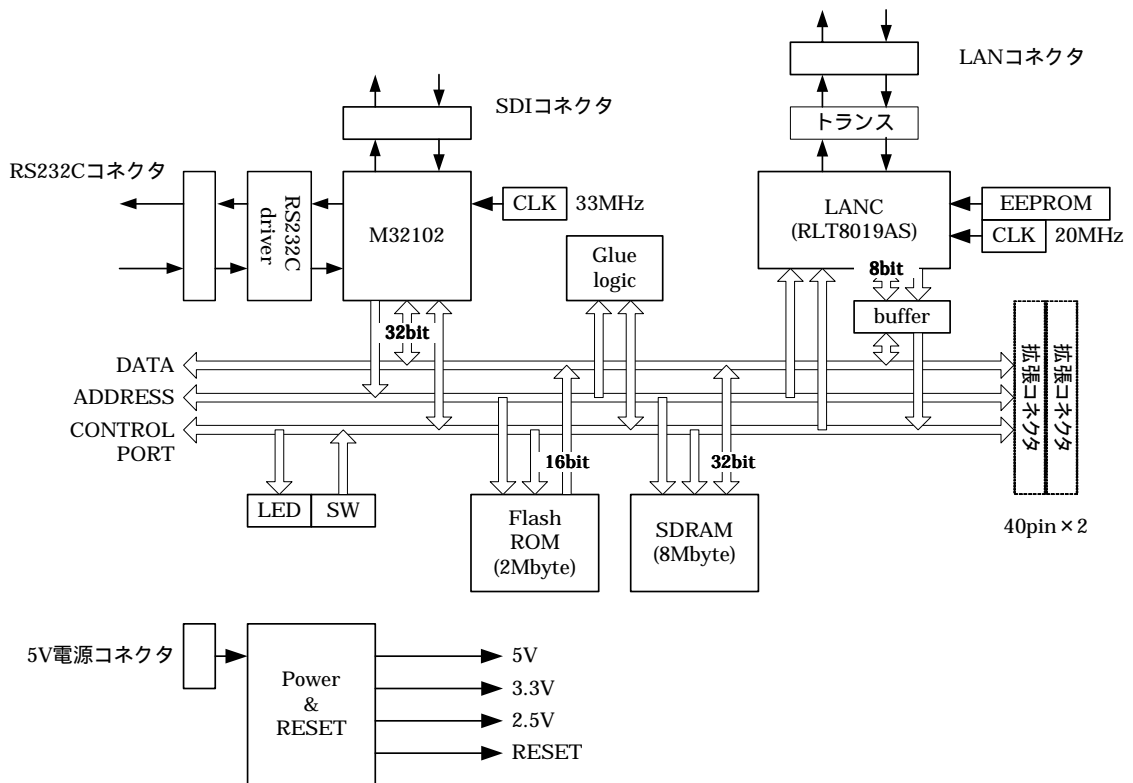 LANコネクタ
SDIコネクタ
トランス
RS232Cコネクタ
RS232C
driver
M32102
CLK 33MHz
LANC
(RLT8019AS)
EEPROM
CLK 20MHz
Glue
logic
8bit
buffer
32bit
DATA
ADDRESS
CONTROL
PORT
拡張コネクタ
拡張コネクタ
16bit
32bit
LED
SW
Flash
ROM
(2Mbyte)
SDRAM
(8Mbyte)
40pin×2
5V電源コネクタ
Power
&
RESET
5V
3.3V
2.5V
RESET